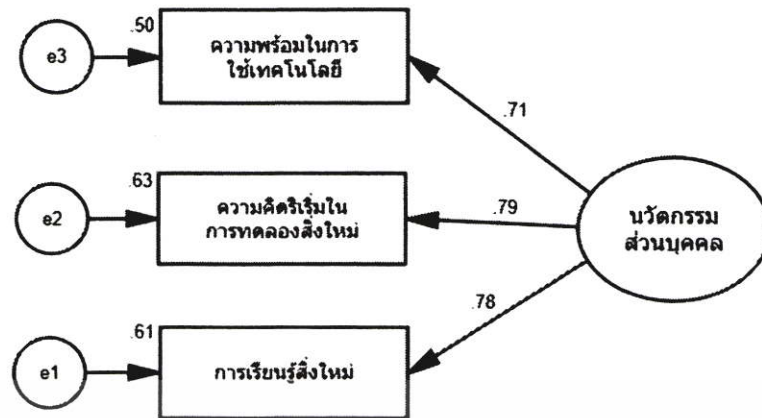 .50
e3
ความพร้อมในการ
ใช้เทคโนโลยี
.71
.63
e2
ความคิดริเริ่มใน
การทดลองสิ่งใหม่
.79
นวัตกรรม
ส่วนบุคคล
.78
.61
e1
การเรียนรู้สิ่งใหม่